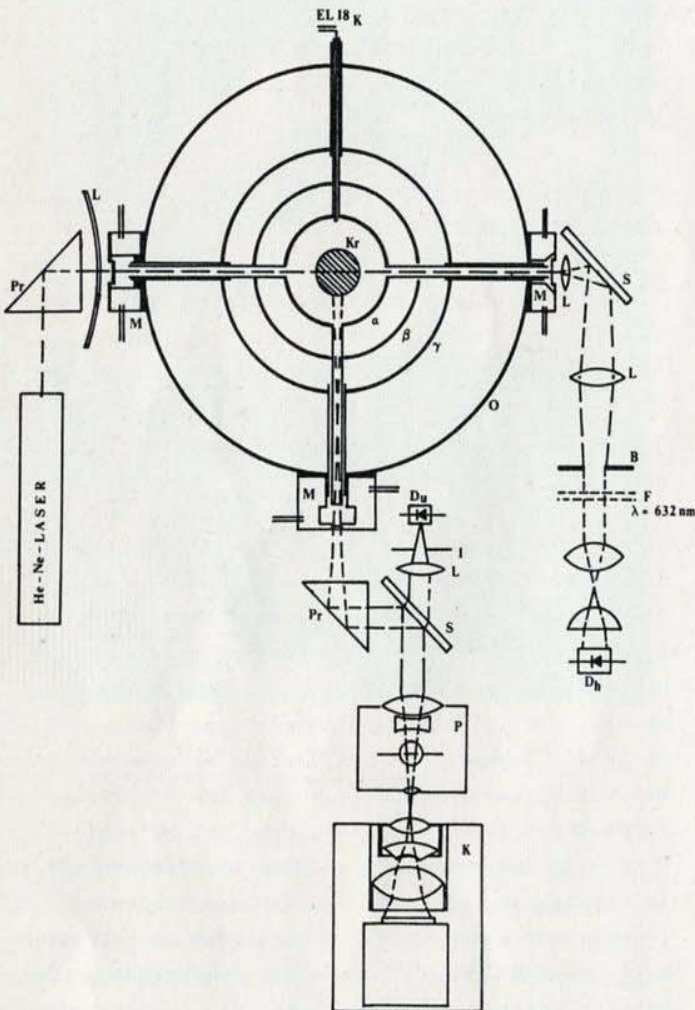 EL 18 K
L
Kr
Pr
M
M
L
S
α
β
γ
O
L
B
F
λ = 632 nm
M
Du
I
L
Pr
S
He-Ne-LASER
Dh
P
K